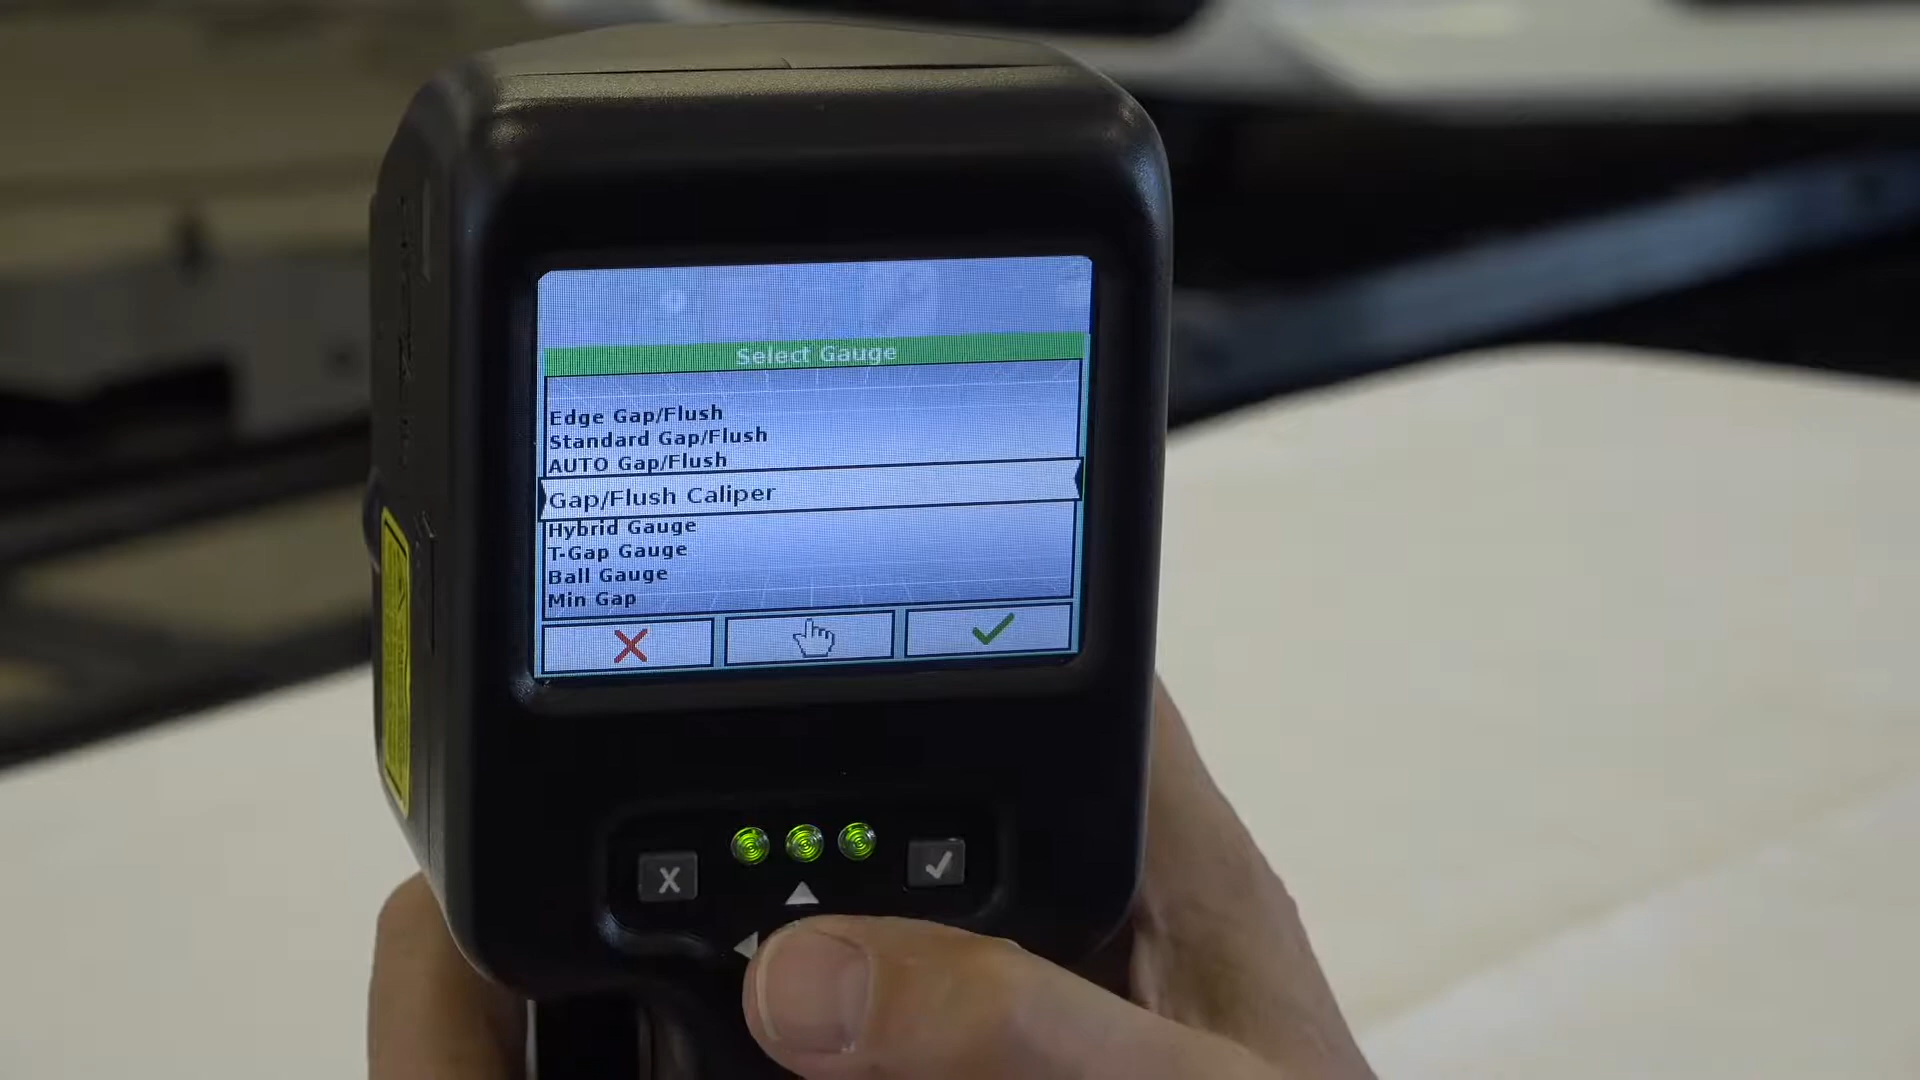 Select Gauge
Edge Gap/Flush
Standard Gap/Flush
AUTO Gap/Flush
Gap/Flush Caliper
Hybrid Gauge
T-Gap Gauge
Ball Gauge
Min Gap
X